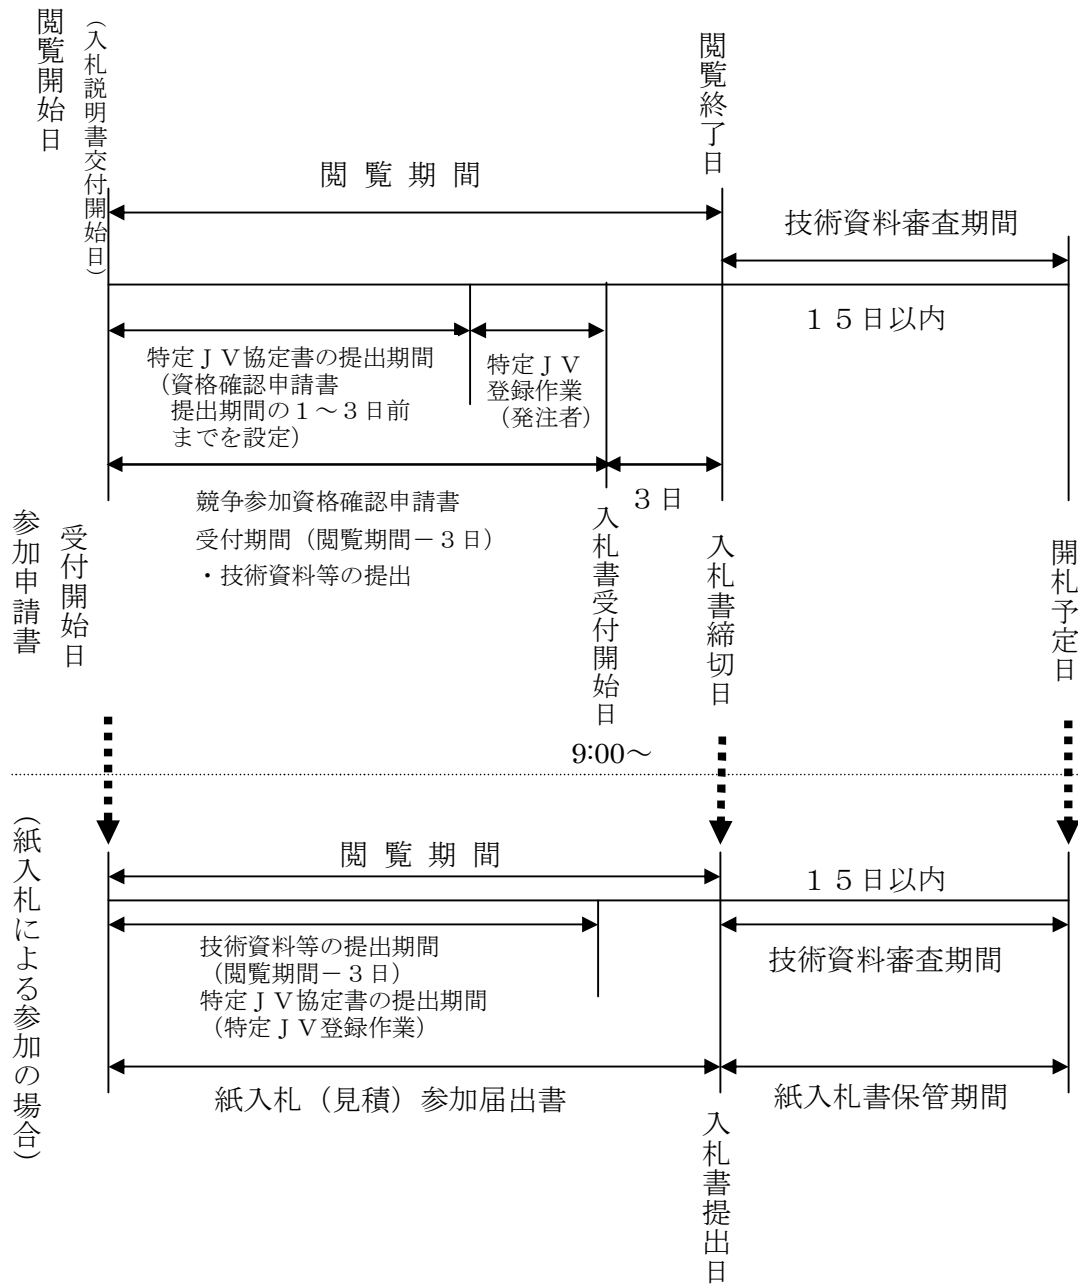 閲覧開始日
（入札説明書交付開始日）
閲覧終了日
閲 覧 期 間
技術資料審査期間
１５日以内
特定ＪＶ協定書の提出期間
（資格確認申請書
提出期間の１～３日前
までを設定）
特定ＪＶ
登録作業
（発注者）
競争参加資格確認申請書
受付期間（閲覧期間－３日）
・技術資料等の提出
３日
参加申請書
受付開始日
入札書受付開始日
9:00～
入札書締切日
開札予定日
（紙入札による参加の場合）
閲 覧 期 間
１５日以内
技術資料等の提出期間
（閲覧期間－３日）
特定ＪＶ協定書の提出期間
（特定ＪＶ登録作業）
技術資料審査期間
紙入札（見積）参加届出書
紙入札書保管期間
入札書提出日